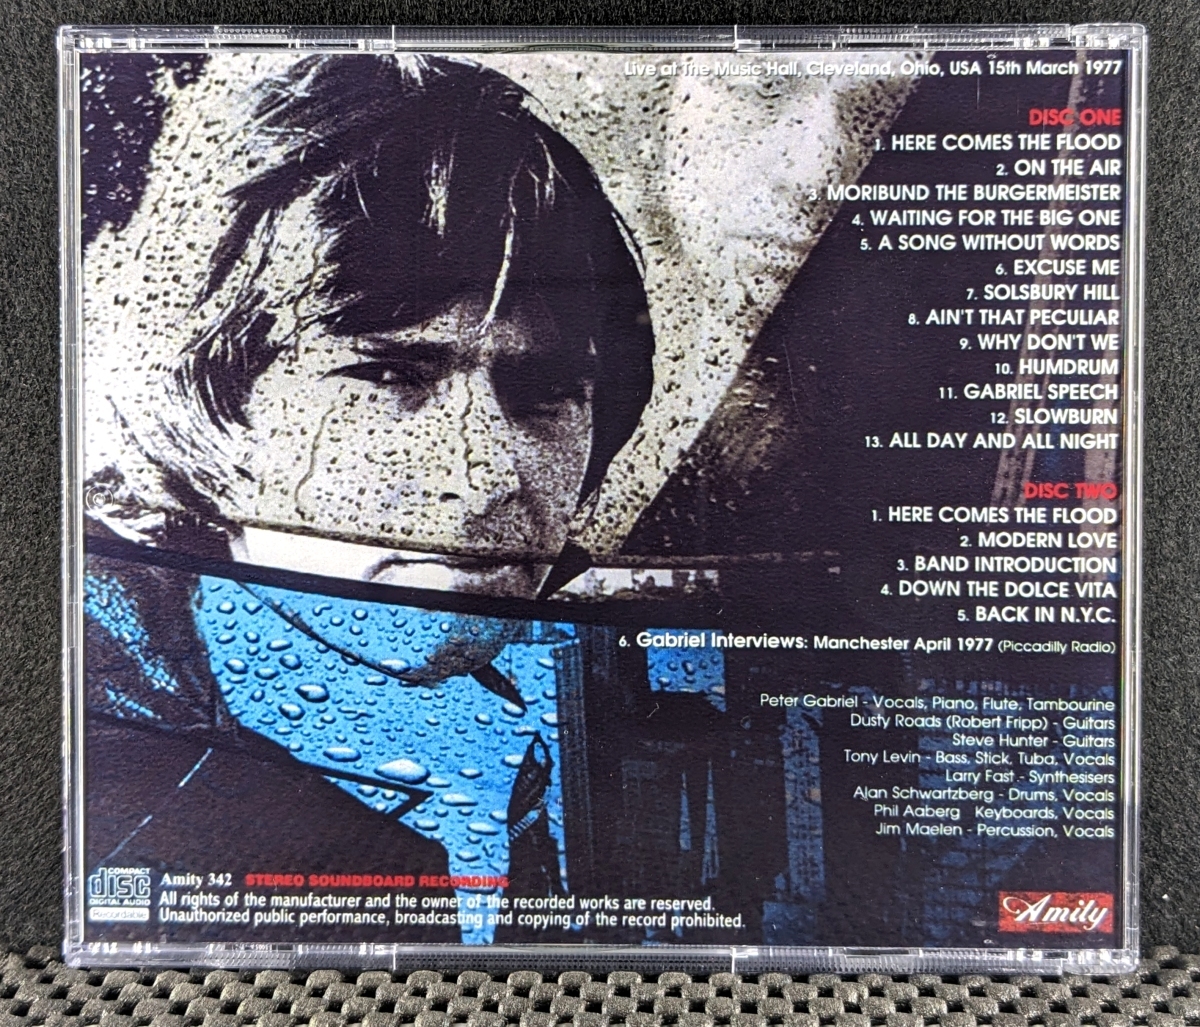 Live at The Music Hall, Cleveland, Ohio, USA 15th March 1977
DISC ONE
1. HERE COMES THE FLOOD
2. ON THE AIR
3. MORIBUND THE BURGERMEISTER
4. WAITING FOR THE BIG ONE
5. A SONG WITHOUT WORDS
6. EXCUSE ME
7. SOLSBURY HILL
8. AIN'T THAT PECULIAR
9. WHY DON'T WE
10. HUMDRUM
11. GABRIEL SPEECH
12. SLOWBURN
13. ALL DAY AND ALL NIGHT
DISC TWO
1. HERE COMES THE FLOOD
2. MODERN LOVE
3. BAND INTRODUCTION
4. DOWN THE DOLCE VITA
5. BACK IN N.Y.C.
6. Gabriel Interviews: Manchester April 1977 (Piccadilly Radio)
Peter Gabriel - Vocals, Piano, Flute, Tambourine
Dusty Roads (Robert Fripp) - Guitars
Steve Hunter - Guitars
Tony Levin - Bass, Stick, Tuba, Vocals
Larry Fast - Synthesisers
Alan Schwartzberg - Drums, Vocals
Phil Aaberg Keyboards, Vocals
Jim Maelen - Percussion, Vocals
COMPACT
disc
DIGITAL AUDIO
Recordable
Amity 342 STEREO SOUNDBOARD RECORDING
All rights of the manufacturer and the owner of the recorded works are reserved.
Unauthorized public performance, broadcasting and copying of the record prohibited.
Amity